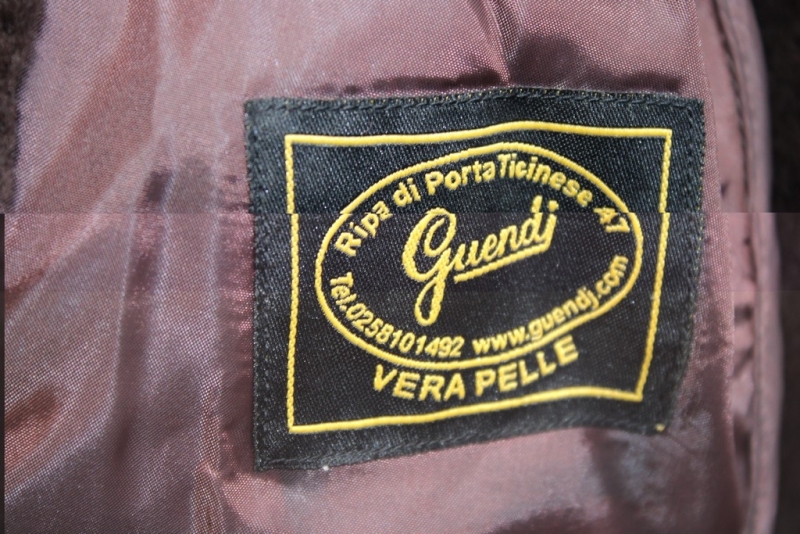 Ripa di Porta Ticinese 47
Guendj
Tel.0258101492 www.guendj.com
VERA PELLE